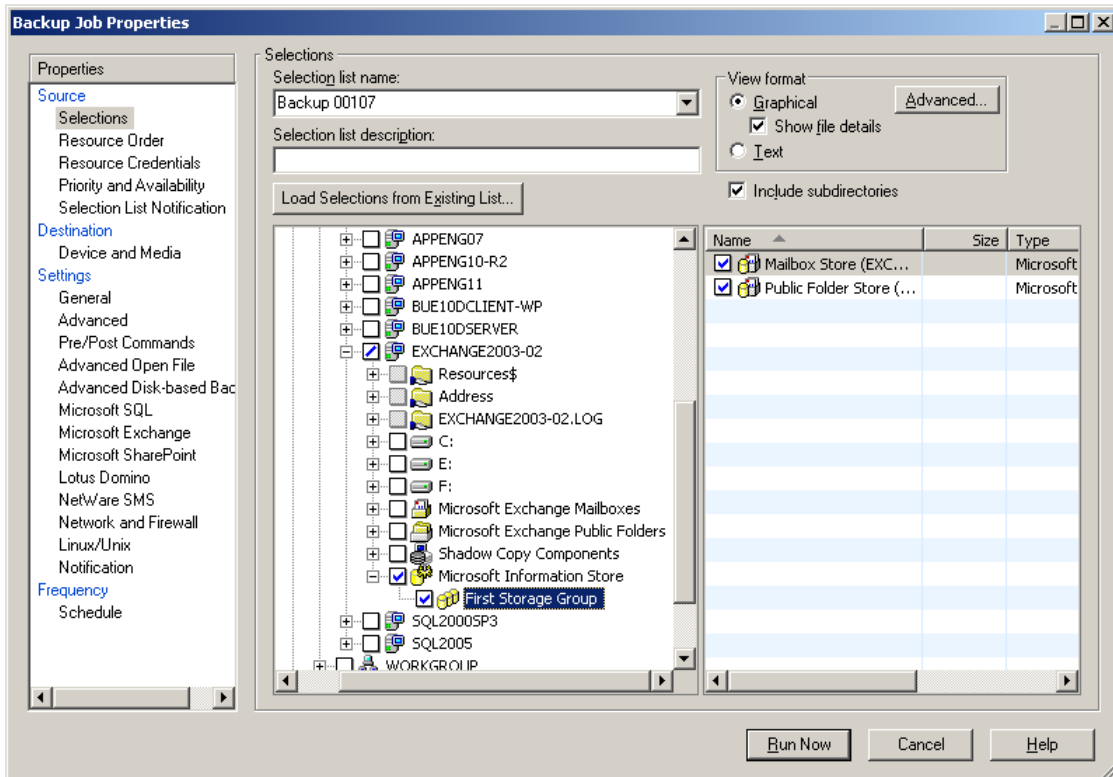 Backup Job Properties
Properties
Source
Selections
Resource Order
Resource Credentials
Priority and Availability
Selection List Notification
Destination
Device and Media
Settings
General
Advanced
Pre/Post Commands
Advanced Open File
Advanced Disk-based Bac
Microsoft SQL
Microsoft Exchange
Microsoft SharePoint
Lotus Domino
NetWare SMS
Network and Firewall
Linux/Unix
Notification
Frequency
Schedule
Selections
Selection list name:
Backup 00107
Selection list description:
Load Selections from Existing List...
View format
Graphical
Advanced...
Show file details
Text
Include subdirectories
APPENG07
APPENG10-R2
APPENG11
BUE10DCLIENT-WP
BUE10DSERVER
EXCHANGE2003-02
Resources$
Address
EXCHANGE2003-02.LOG
C:
E:
F:
Microsoft Exchange Mailboxes
Microsoft Exchange Public Folders
Shadow Copy Components
Microsoft Information Store
First Storage Group
SQL2000SP3
SQL2005
WORKGROUP
Name Size Type
Mailbox Store (EXC... Microsoft
Public Folder Store (... Microsoft
Run Now Cancel Help